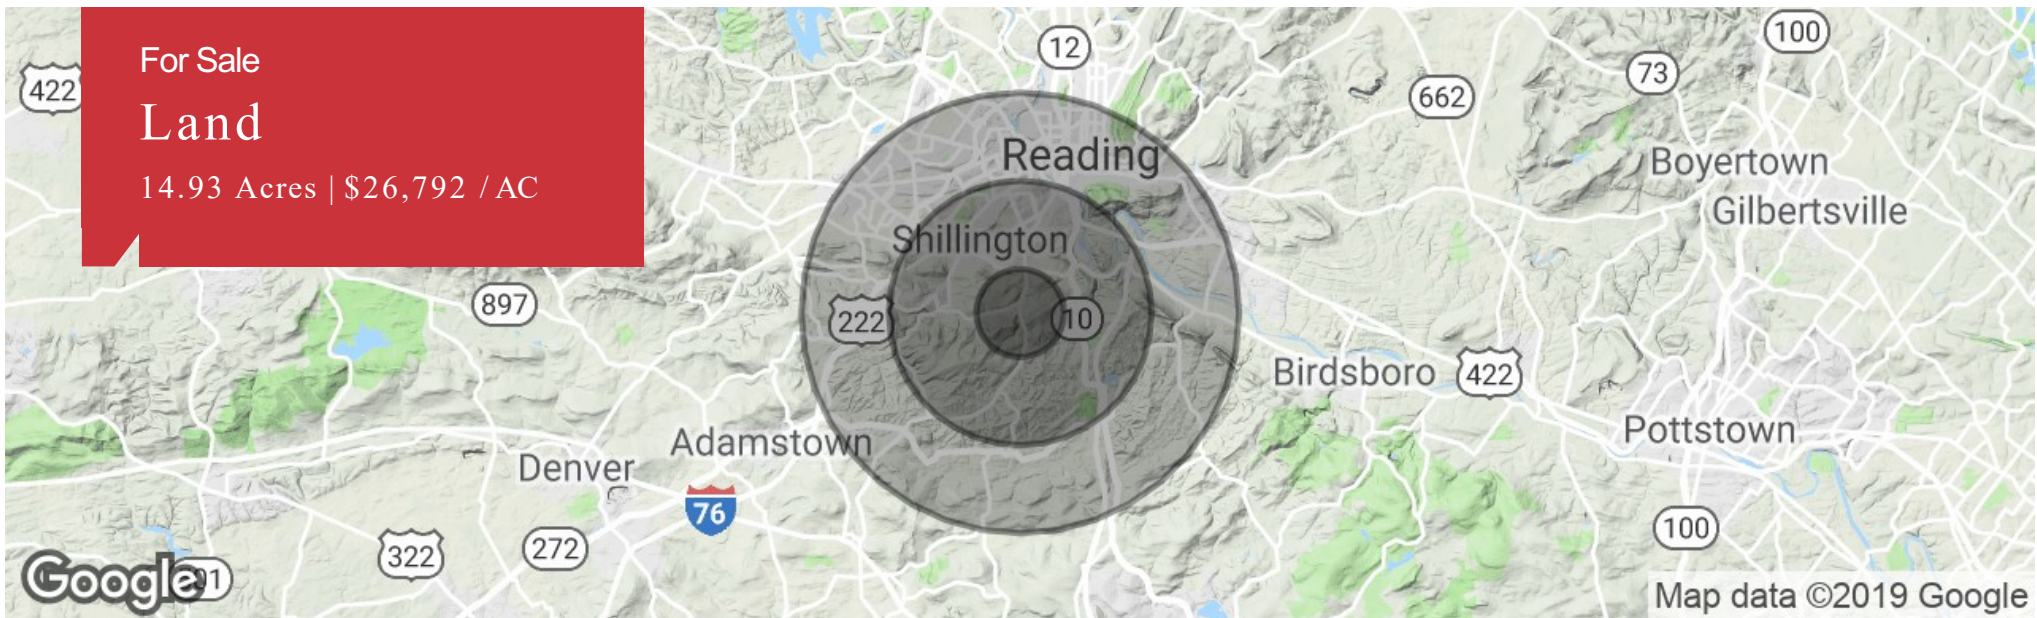 For Sale
Land
14.93 Acres | $26,792 / AC
12
100
422
73
662
Reading
Boyertown
Gilbertsville
Shillington
897
222
10
Birdsboro
422
Adamstown
Pottstown
Denver
76
100
322
272
Google
Map data ©2019 Google